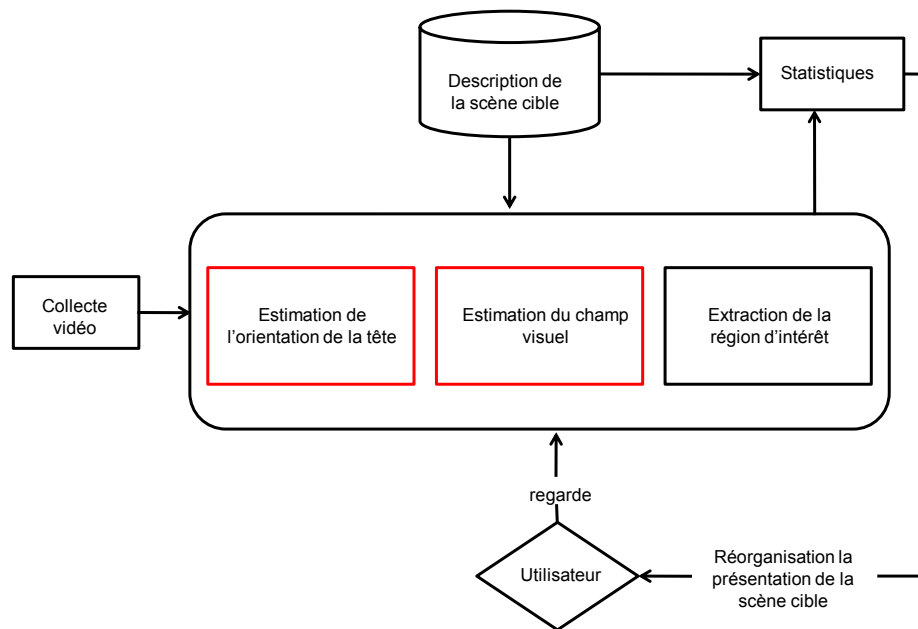 Description de
la scène cible
Statistiques
Collecte
vidéo
Estimation de
l’orientation de la tête
Estimation du champ
visuel
Extraction de la
région d’intérêt
regarde
Utilisateur
Réorganisation la
présentation de la
scène cible